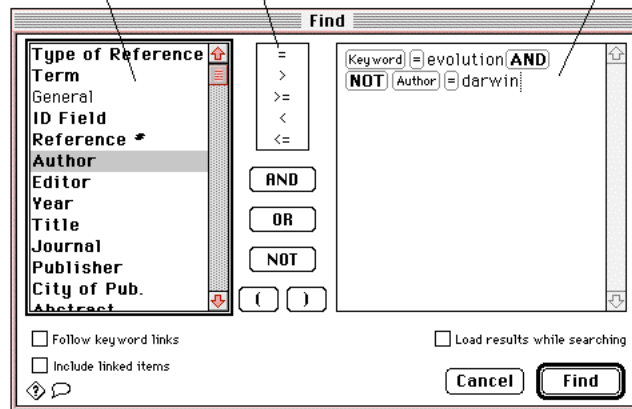 Find
Type of Reference
Term
General
ID Field
Reference #
Author
Editor
Year
Title
Journal
Publisher
City of Pub.
Abstract
=
>
>=
<
<=
AND
OR
NOT
( )
Keyword = evolution AND
NOT Author = darwin
Follow keyword links
Include linked items
Load results while searching
?
Cancel Find